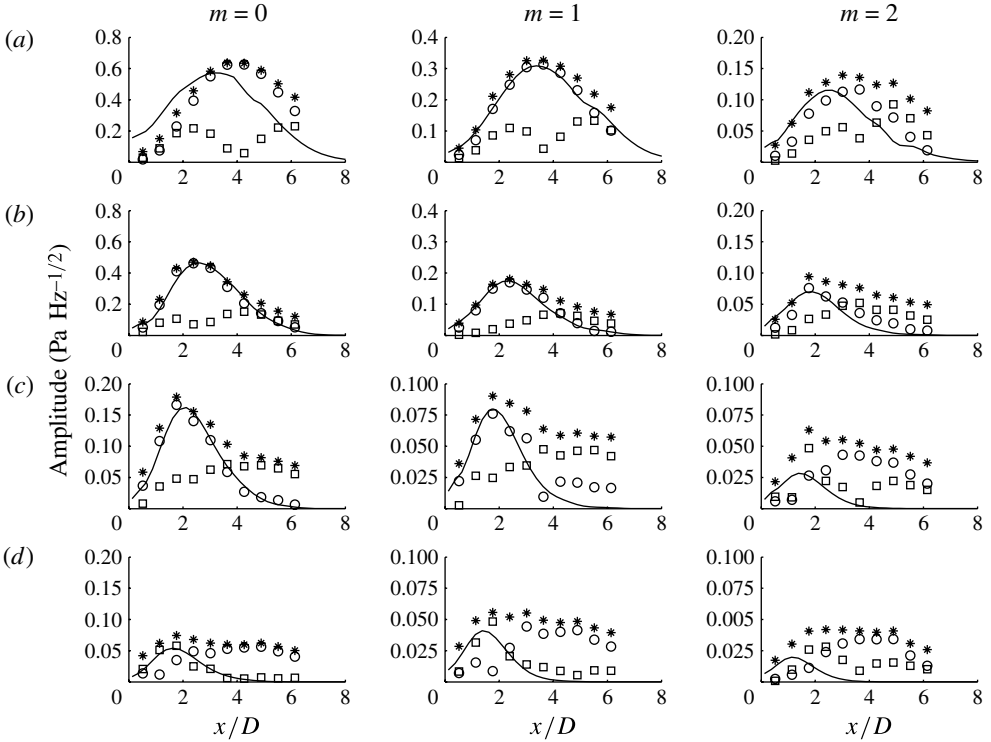 m = 0 m = 1 m = 2
(a) 0.8 0.4 0.20
0.6 0.3 0.15
0.4 0.2 0.10
0.2 0.1 0.05
0 2 4 6 8 0 2 4 6 8 0 2 4 6 8
(b) 0.8 0.4 0.20
0.6 0.3 0.15
0.4 0.2 0.10
0.2 0.1 0.05
0 2 4 6 8 0 2 4 6 8 0 2 4 6 8
Amplitude (Pa Hz–1/2)
(c) 0.20 0.100 0.100
0.15 0.075 0.075
0.10 0.050 0.050
0.05 0.025 0.025
0 2 4 6 8 0 2 4 6 8 0 2 4 6 8
(d) 0.20 0.100 0.100
0.15 0.075 0.075
0.10 0.050 0.005
0.05 0.025 0.025
0 2 4 6 8 0 2 4 6 8 0 2 4 6 8
x/D x/D x/D